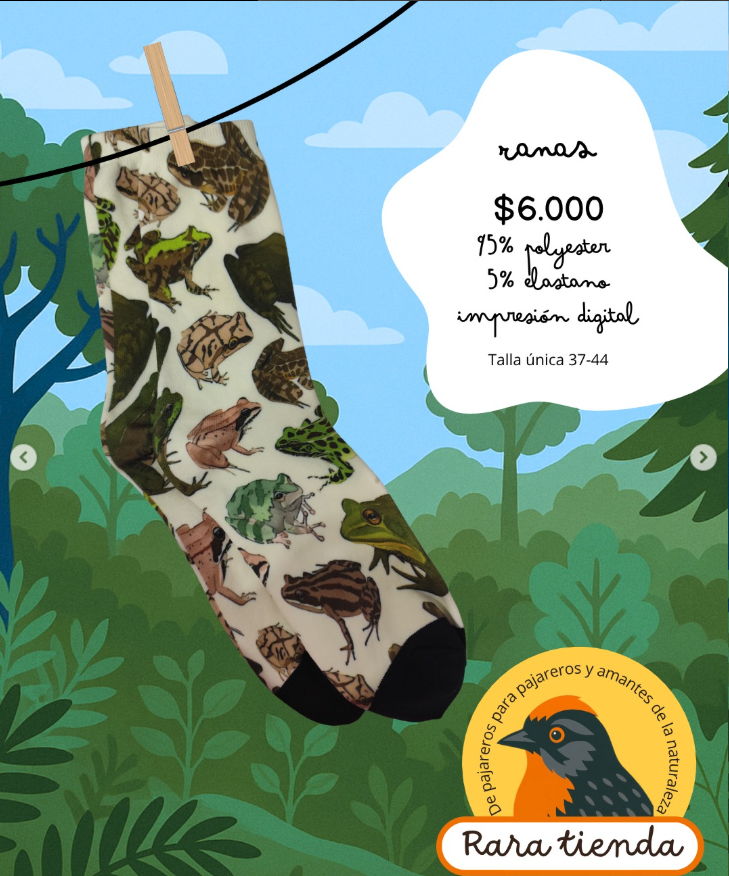 ranas
$6.000
95% polyester
5% elastano
impresión digital
Talla única 37-44
De pajareros para pajareros y amantes de la naturaleza
Rara tienda